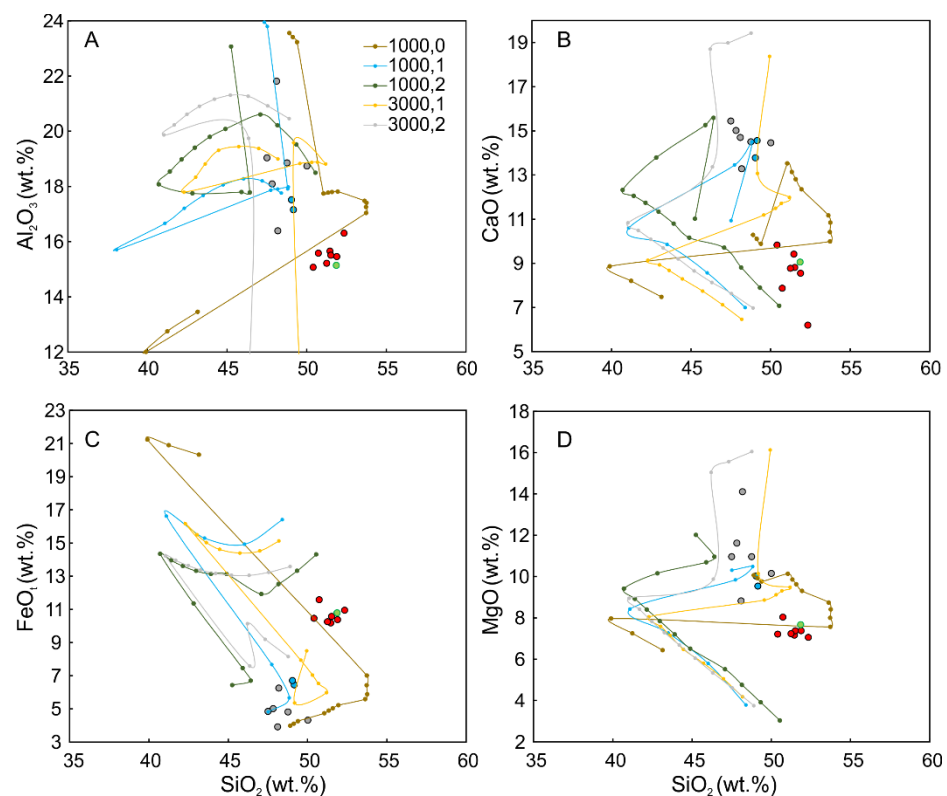 A
Al₂O₃ (wt.%)
24
22
20
18
16
14
12
35 40 45 50 55 60
1000,0
1000,1
1000,2
3000,1
3000,2
B
CaO (wt.%)
19
17
15
13
11
9
7
5
35 40 45 50 55 60
C
FeOₜ (wt.%)
21
19
17
15
13
11
9
7
5
3
35 40 45 50 55 60
SiO₂ (wt.%)
D
MgO (wt.%)
18
16
14
12
10
8
6
4
2
35 40 45 50 55 60
SiO₂ (wt.%)